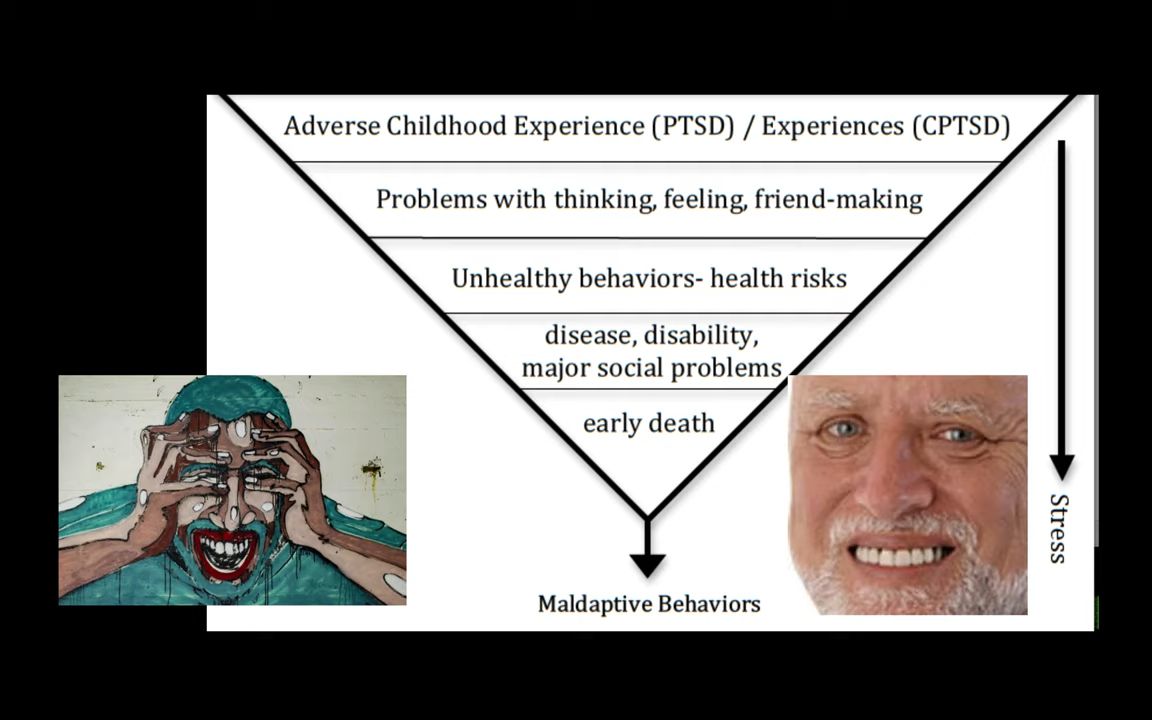 Adverse Childhood Experience (PTSD) / Experiences (CPTSD)
Problems with thinking, feeling, friend-making
Unhealthy behaviors- health risks
disease, disability,
major social problems
early death
Stress
Maldaptive Behaviors